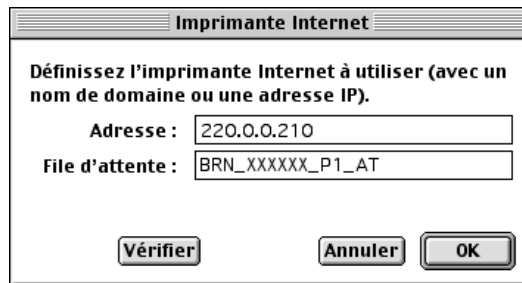 Imprimante Internet
Définissez l'imprimante Internet à utiliser (avec un
nom de domaine ou une adresse IP).
Adresse : 220.0.0.210
File d'attente : BRN_XXXXXX_P1_AT
Vérifier Annuler OK